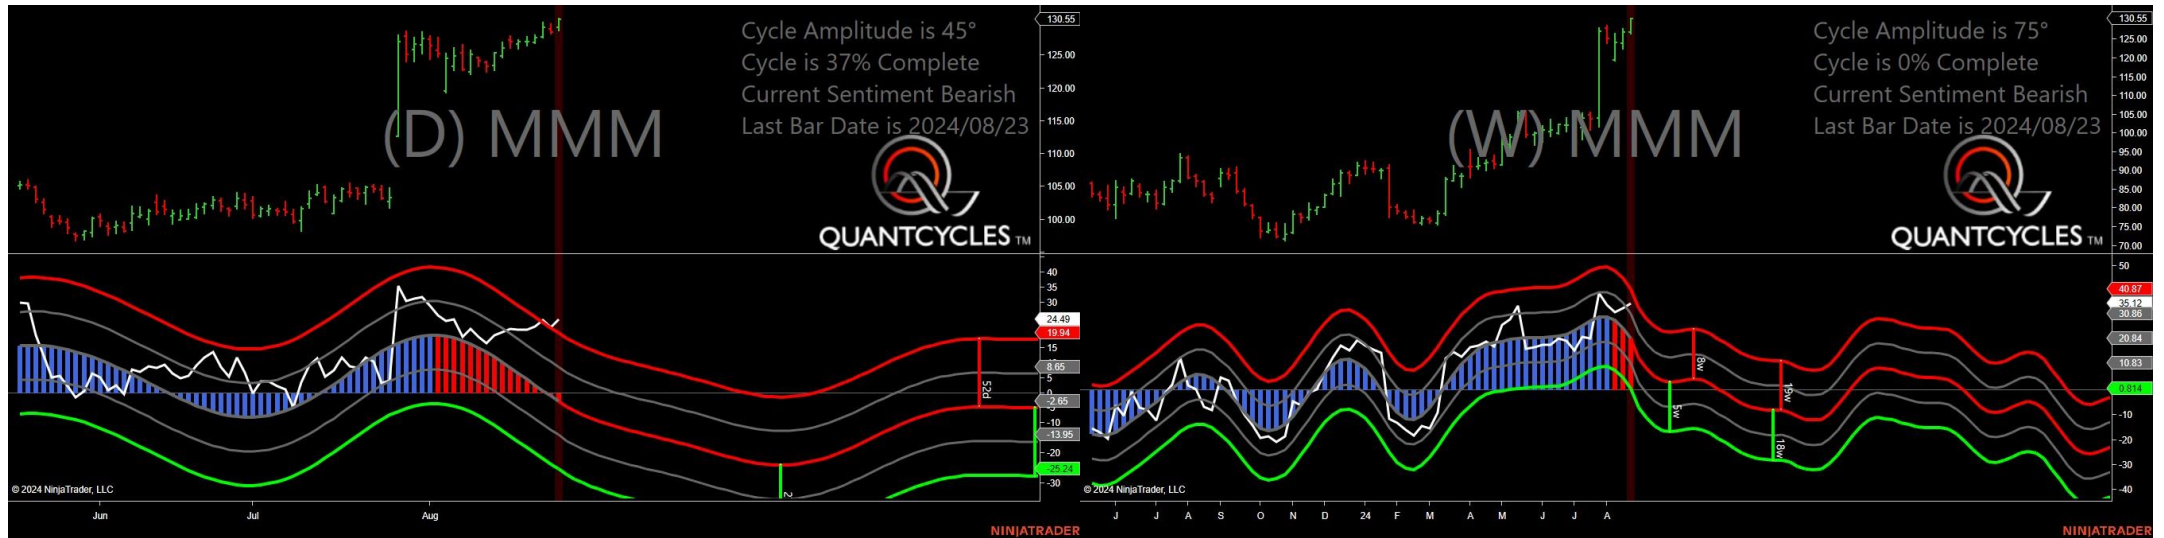 Cycle Amplitude is 45°
Cycle is 37% Complete
Current Sentiment Bearish
Last Bar Date is 2024/08/23
(D) MMM
QUANTCYCLES TM
130.55
125.00
120.00
115.00
110.00
105.00
100.00
40
35
30
24.49
19.94
15
8.65
5
-2.65
-10
-13.95
-20
-25.24
-30
52d
2
© 2024 NinjaTrader, LLC
Jun
Jul
Aug
NINJATRADER
Cycle Amplitude is 75°
Cycle is 0% Complete
Current Sentiment Bearish
Last Bar Date is 2024/08/23
(W) MMM
QUANTCYCLES TM
130.55
125.00
120.00
115.00
110.00
105.00
100.00
95.00
90.00
85.00
80.00
75.00
70.00
50
40.87
35.12
30.86
20.84
10.83
0.814
-10
-20
-30
-40
8w
19w
5w
18w
© 2024 NinjaTrader, LLC
J J A S O N D 24 F M A M J J A
NINJATRADER